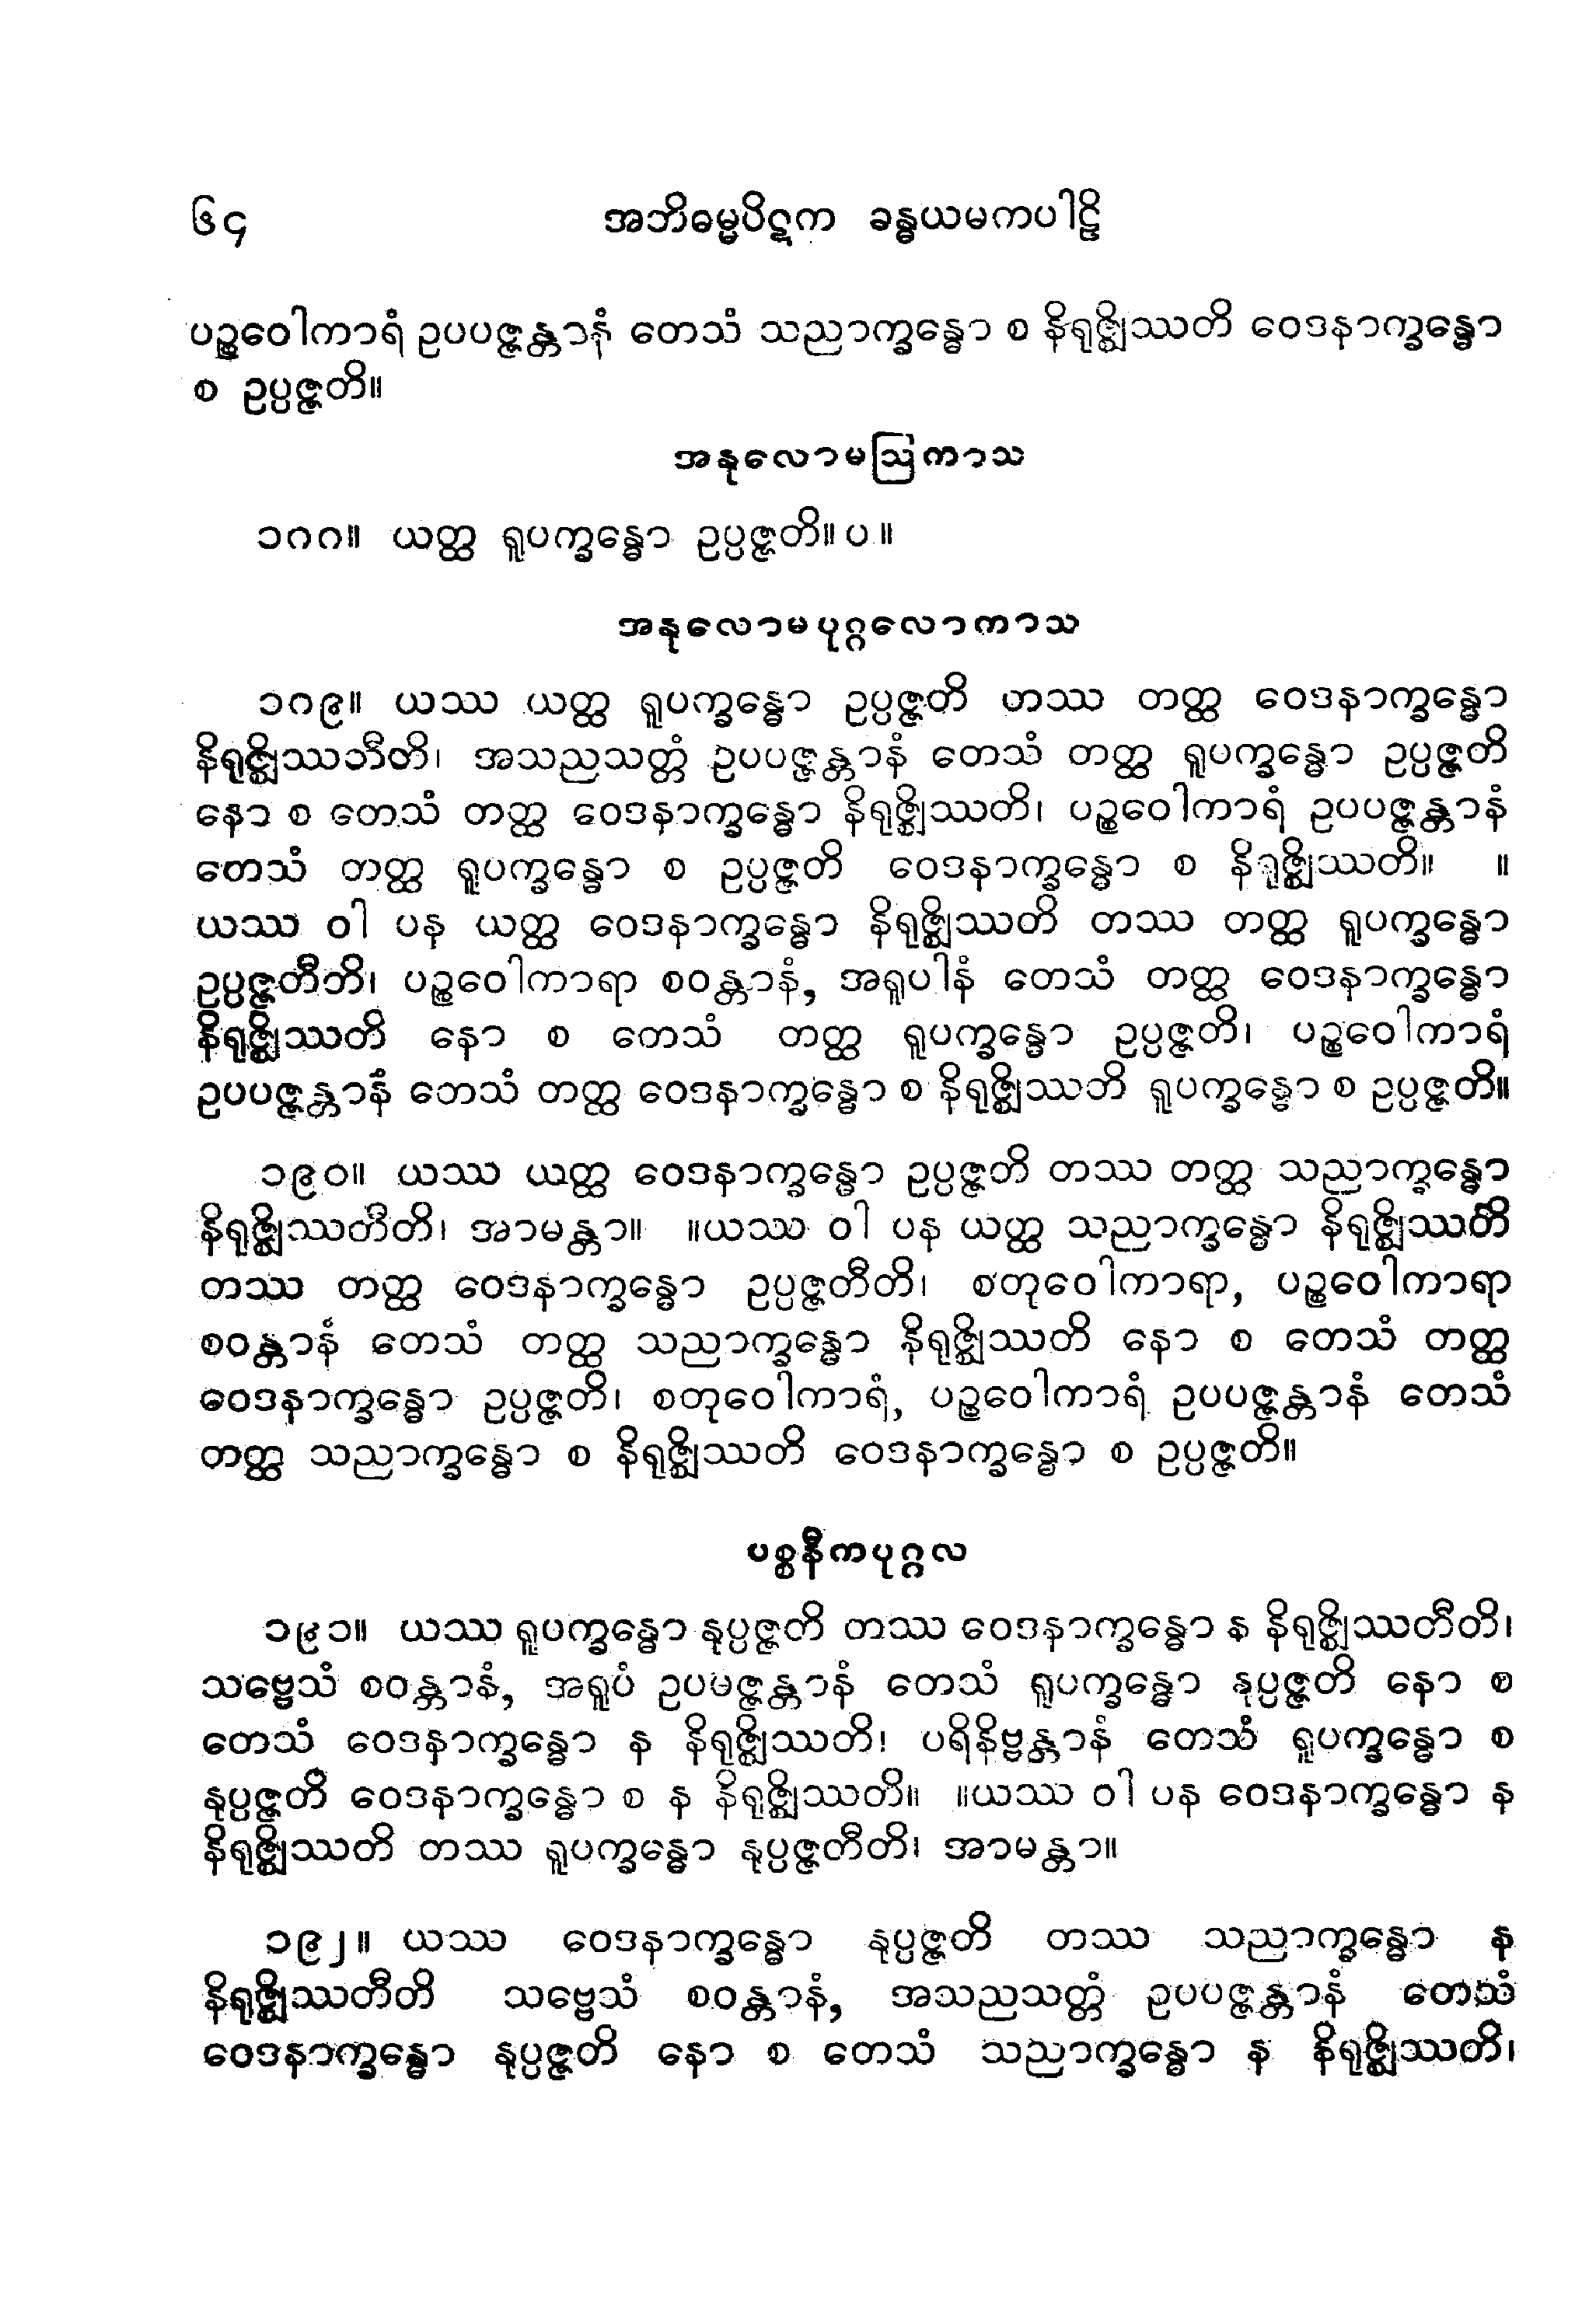 ၆၄ အဘိဓမ္မပိဋက ခန္ဓယမကပါဠိ
ပဉ္စဝေါကာရံ ဥပပဇ္ဇန္တာနံ တေသံ သညာက္ခန္ဓော စ နိရုဇ္ဈိဿတိ ဝေဒနာက္ခန္ဓော
စ ဥပ္ပဇ္ဇတိ။
အနုလောမဩကာသ
၁၈၈။ ယတ္ထ ရူပက္ခန္ဓော ဥပ္ပဇ္ဇတိ။ ပ ။
အနုလောမပုဂ္ဂလောကာသ
၁၈၉။ ယဿ ယတ္ထ ရူပက္ခန္ဓော ဥပ္ပဇ္ဇတိ တဿ တတ္ထ ဝေဒနာက္ခန္ဓော
နိရုဇ္ဈိဿတီတိ၊ အသညသတ္တံ ဥပပဇ္ဇန္တာနံ တေသံ တတ္ထ ရူပက္ခန္ဓော ဥပ္ပဇ္ဇတိ
နော စ တေသံ တတ္ထ ဝေဒနာက္ခန္ဓော နိရုဇ္ဈိဿတိ၊ ပဉ္စဝေါကာရံ ဥပပဇ္ဇန္တာနံ
တေသံ တတ္ထ ရူပက္ခန္ဓော စ ဥပ္ပဇ္ဇတိ ဝေဒနာက္ခန္ဓော စ နိရုဇ္ဈိဿတိ။ ။
ယဿ ဝါ ပန ယတ္ထ ဝေဒနာက္ခန္ဓော နိရုဇ္ဈိဿတိ တဿ တတ္ထ ရူပက္ခန္ဓော
ဥပ္ပဇ္ဇတီတိ၊ ပဉ္စဝေါကာရာ စဝန္တာနံ, အရူပါနံ တေသံ တတ္ထ ဝေဒနာက္ခန္ဓော
နိရုဇ္ဈိဿတိ နော စ တေသံ တတ္ထ ရူပက္ခန္ဓော ဥပ္ပဇ္ဇတိ၊ ပဉ္စဝေါကာရံ
ဥပပဇ္ဇန္တာနံ တေသံ တတ္ထ ဝေဒနာက္ခန္ဓော စ နိရုဇ္ဈိဿတိ ရူပက္ခန္ဓော စ ဥပ္ပဇ္ဇတိ။
၁၉၀။ ယဿ ယတ္ထ ဝေဒနာက္ခန္ဓော ဥပ္ပဇ္ဇတိ တဿ တတ္ထ သညာက္ခန္ဓော
နိရုဇ္ဈိဿတီတိ၊ အာမန္တာ။ ။ယဿ ဝါ ပန ယတ္ထ သညာက္ခန္ဓော နိရုဇ္ဈိဿတိ
တဿ တတ္ထ ဝေဒနာက္ခန္ဓော ဥပ္ပဇ္ဇတီတိ၊ စတုဝေါကာရာ, ပဉ္စဝေါကာရာ
စဝန္တာနံ တေသံ တတ္ထ သညာက္ခန္ဓော နိရုဇ္ဈိဿတိ နော စ တေသံ တတ္ထ
ဝေဒနာက္ခန္ဓော ဥပ္ပဇ္ဇတိ၊ စတုဝေါကာရံ, ပဉ္စဝေါကာရံ ဥပပဇ္ဇန္တာနံ တေသံ
တတ္ထ သညာက္ခန္ဓော စ နိရုဇ္ဈိဿတိ ဝေဒနာက္ခန္ဓော စ ဥပ္ပဇ္ဇတိ။
ပစ္စနီကပုဂ္ဂလ
၁၉၁။ ယဿ ရူပက္ခန္ဓော နုပ္ပဇ္ဇတိ တဿ ဝေဒနာက္ခန္ဓော န နိရုဇ္ဈိဿတီတိ၊
သဗ္ဗေသံ စဝန္တာနံ, အရူပံ ဥပပဇ္ဇန္တာနံ တေသံ ရူပက္ခန္ဓော နုပ္ပဇ္ဇတိ နော စ
တေသံ ဝေဒနာက္ခန္ဓော န နိရုဇ္ဈိဿတိ၊ ပရိနိဗ္ဗန္တာနံ တေသံ ရူပက္ခန္ဓော စ
နုပ္ပဇ္ဇတိ ဝေဒနာက္ခန္ဓော စ န နိရုဇ္ဈိဿတိ။ ။ယဿ ဝါ ပန ဝေဒနာက္ခန္ဓော န
နိရုဇ္ဈိဿတိ တဿ ရူပက္ခန္ဓော နုပ္ပဇ္ဇတီတိ၊ အာမန္တာ။
၁၉၂။ ယဿ ဝေဒနာက္ခန္ဓော နုပ္ပဇ္ဇတိ တဿ သညာက္ခန္ဓော န
နိရုဇ္ဈိဿတီတိ သဗ္ဗေသံ စဝန္တာနံ, အသညသတ္တံ ဥပပဇ္ဇန္တာနံ တေသံ
ဝေဒနာက္ခန္ဓော နုပ္ပဇ္ဇတိ နော စ တေသံ သညာက္ခန္ဓော န နိရုဇ္ဈိဿတိ၊